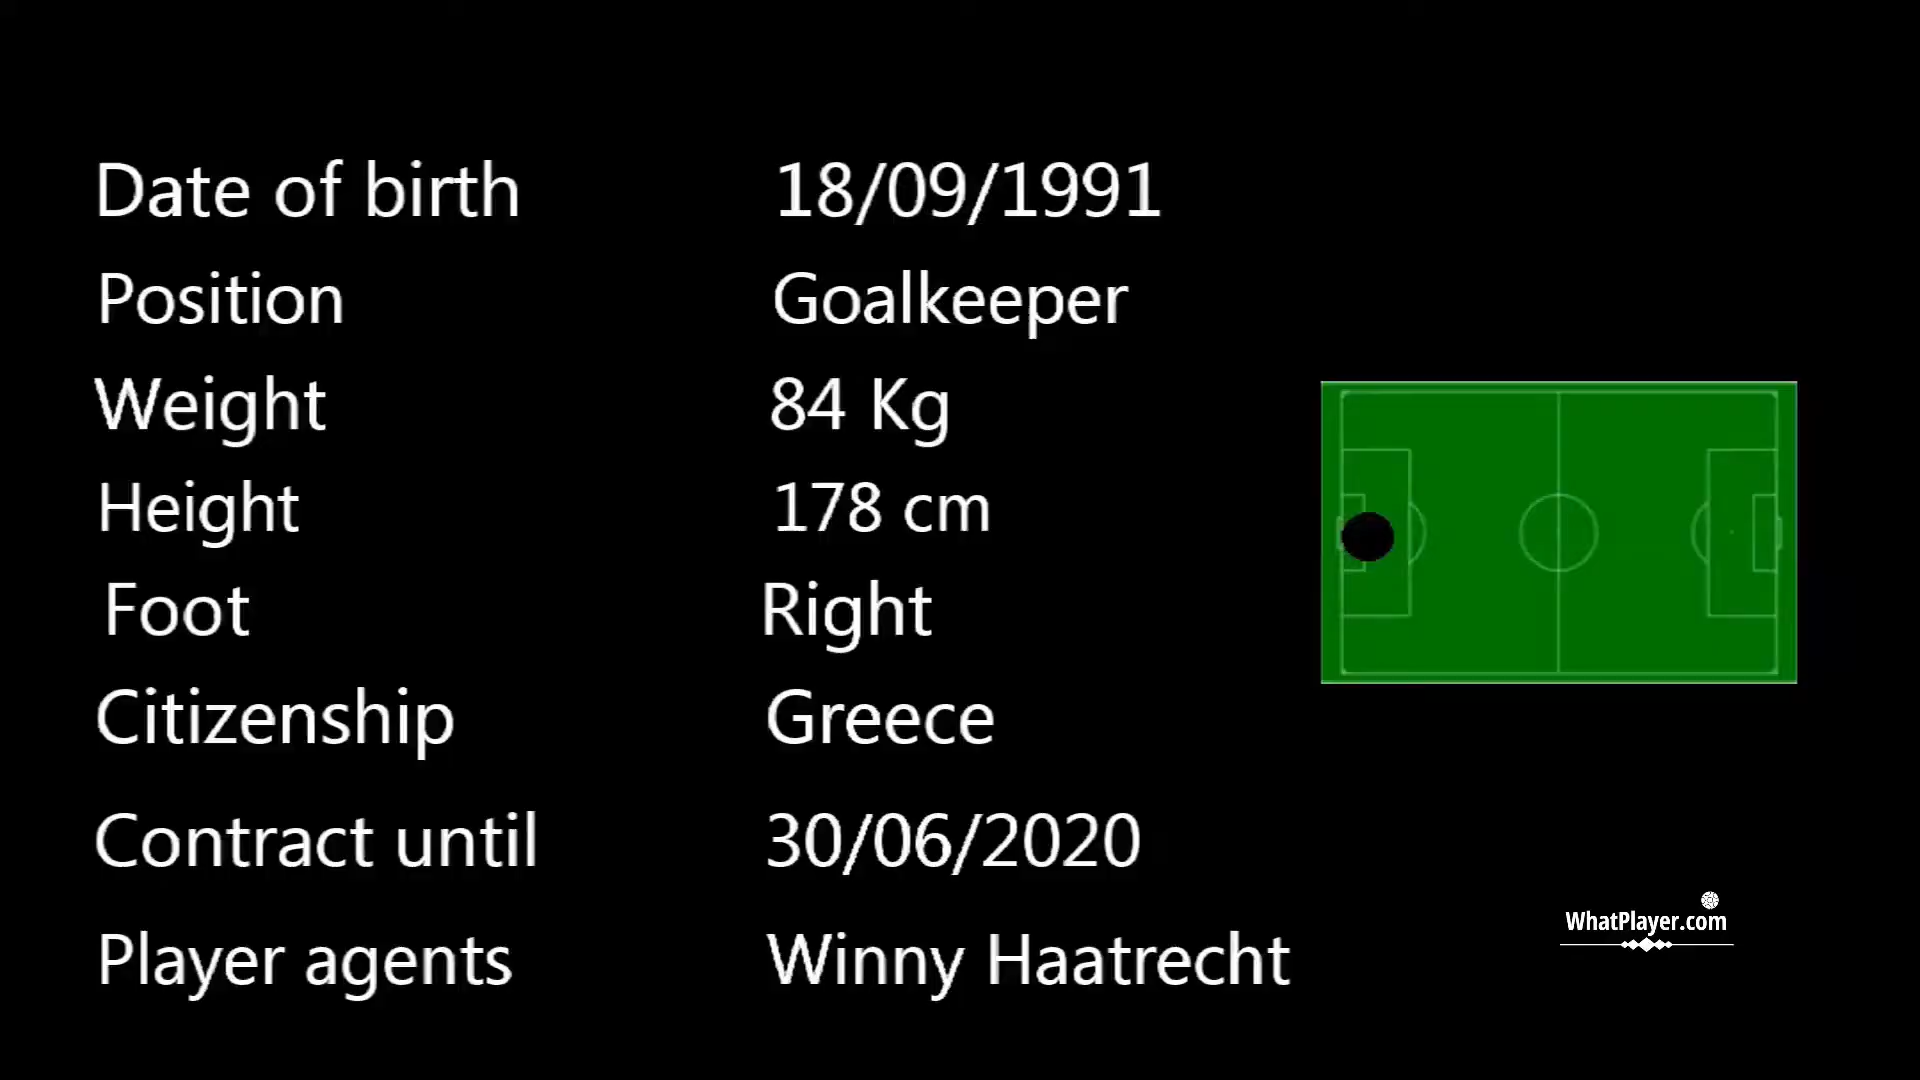 Date of birth 18/09/1991
Position Goalkeeper
Weight 84 Kg
Height 178 cm
Foot Right
Citizenship Greece
Contract until 30/06/2020
WhatPlayer.com
Player agents Winny Haatrecht